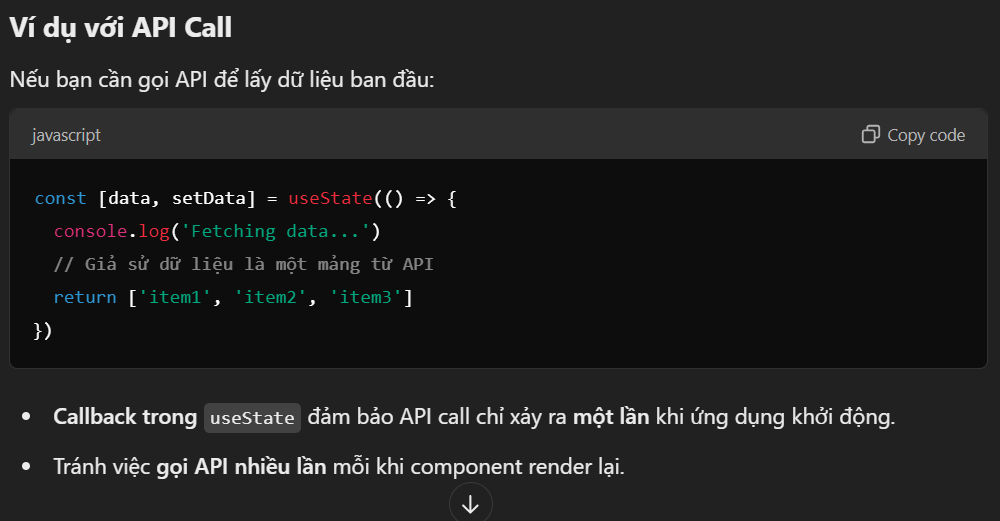 Ví dụ với API Call
Nếu bạn cần gọi API để lấy dữ liệu ban đầu:
javascript
Copy code
const [data, setData] = useState(() => {
  console.log('Fetching data...')
  // Giả sử dữ liệu là một mảng từ API
  return ['item1', 'item2', 'item3']
})
Callback trong useState đảm bảo API call chỉ xảy ra một lần khi ứng dụng khởi động.
Tránh việc gọi API nhiều lần mỗi khi component render lại.